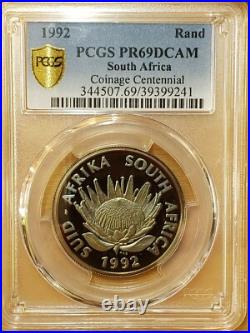 1992
Rand
PCGS
PCGS PR69DCAM
South Africa
Coinage Centennial
344507.69/39399241
SUID-AFRIKA SOUTH AFRICA
1992